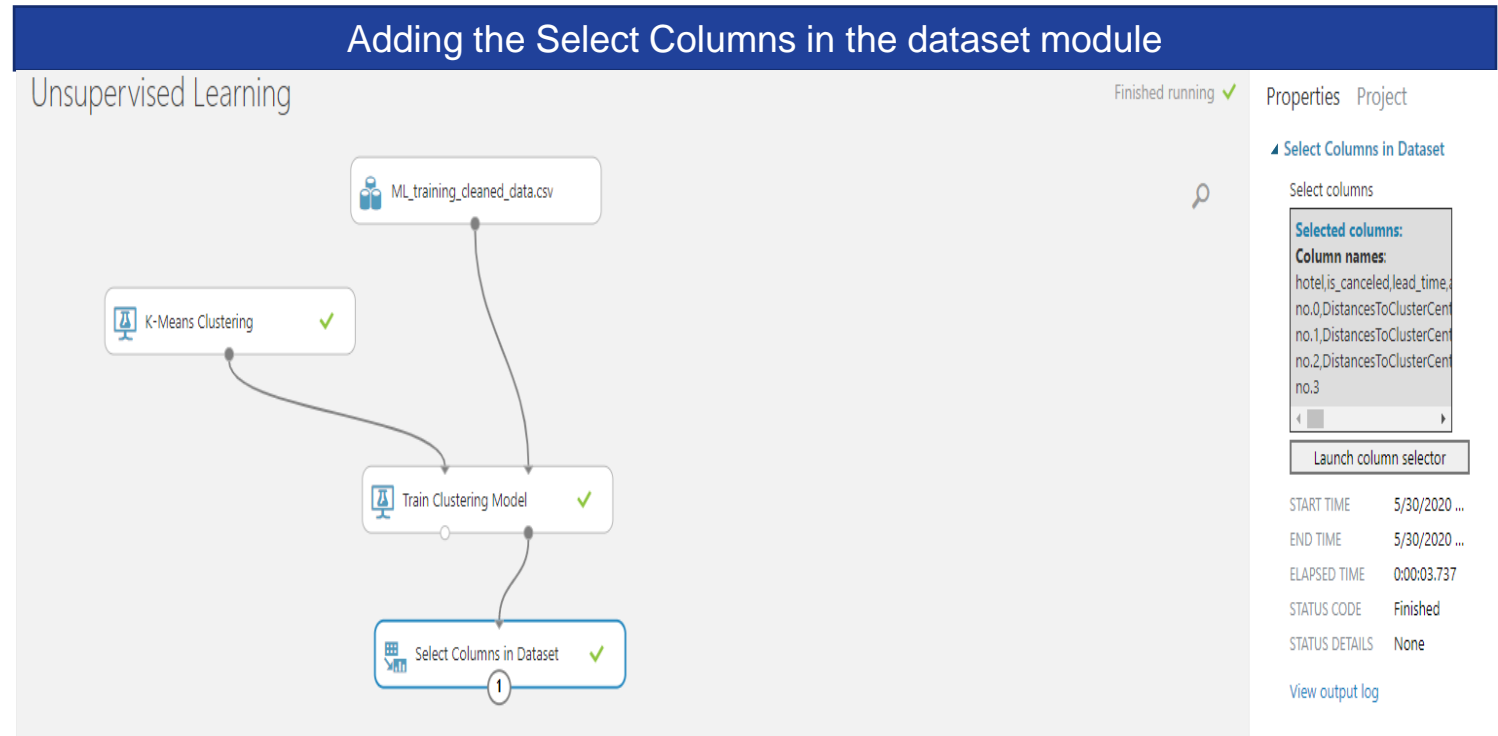 Adding the Select Columns in the dataset module
Unsupervised Learning
Finished running
ML_training_cleaned_data.csv
K-Means Clustering
Train Clustering Model
Select Columns in Dataset
1
Properties Project
Select Columns in Dataset
Select columns
Selected columns:
Column names:
hotel,is_canceled,lead_time,
no.0,DistancesToClusterCent
no.1,DistancesToClusterCent
no.2,DistancesToClusterCent
no.3
Launch column selector
START TIME 5/30/2020 ...
END TIME 5/30/2020 ...
ELAPSED TIME 0:00:03.737
STATUS CODE Finished
STATUS DETAILS None
View output log